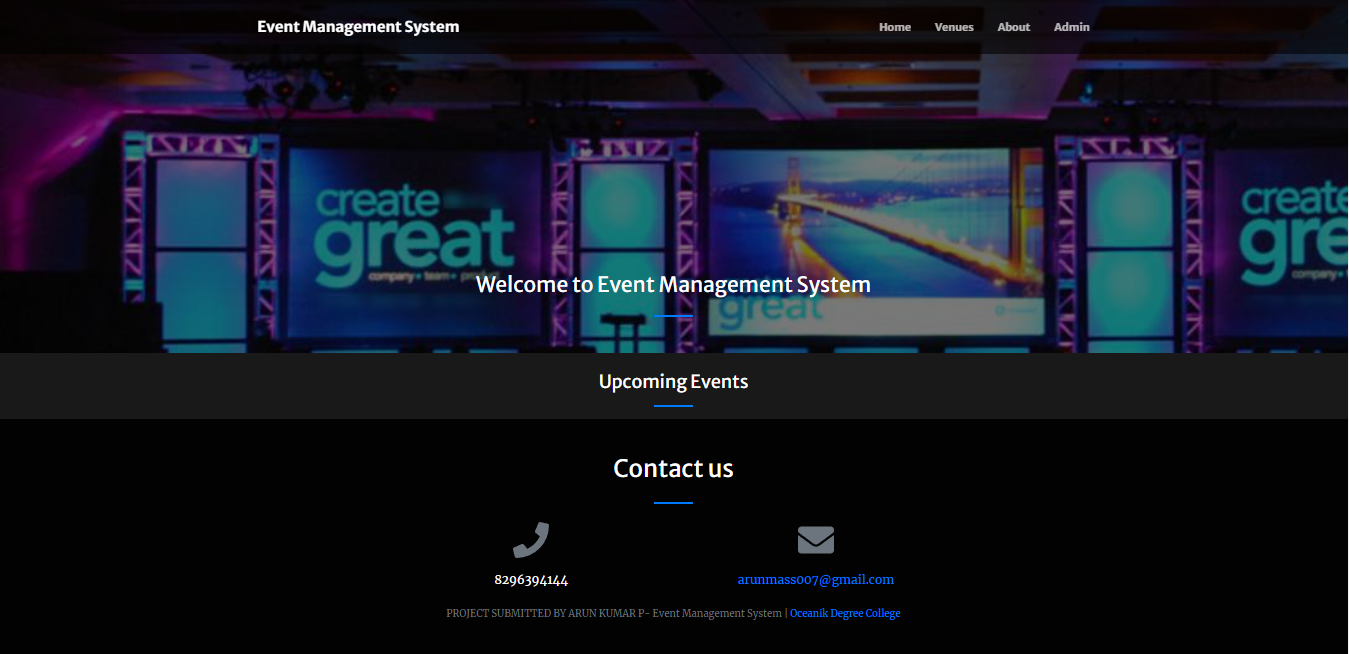 Event Management System
Home Venues About Admin
create
great
company • team • product
great
create
gre
company • t
Welcome to Event Management System
Upcoming Events
Contact us
8296394144
arunmass007@gmail.com
PROJECT SUBMITTED BY ARUN KUMAR P- Event Management System | Oceanik Degree College